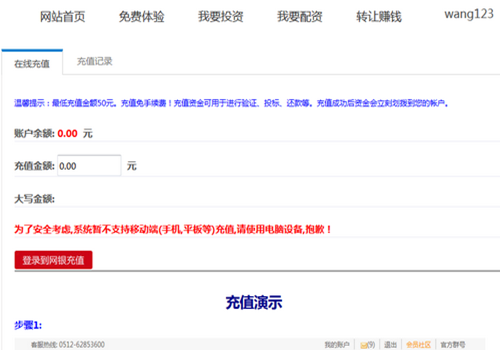 网站首页 免费体验 我要投资 我要配资 转让赚钱 wang123
在线充值 充值记录
温馨提示：最低充值金额50元。充值免手续费！充值资金可用于进行验证、投标、还款等。充值成功后资金会立刻划拨到您的帐户。
账户余额: 0.00 元
充值金额: 0.00 元
大写金额:
为了安全考虑,系统暂不支持移动端(手机,平板等)充值,请使用电脑设备,抱歉！
登录到网银充值
充值演示
步骤1:
客服热线: 0512-62853600 我的账户 (9) 退出 会员社区 官方群号